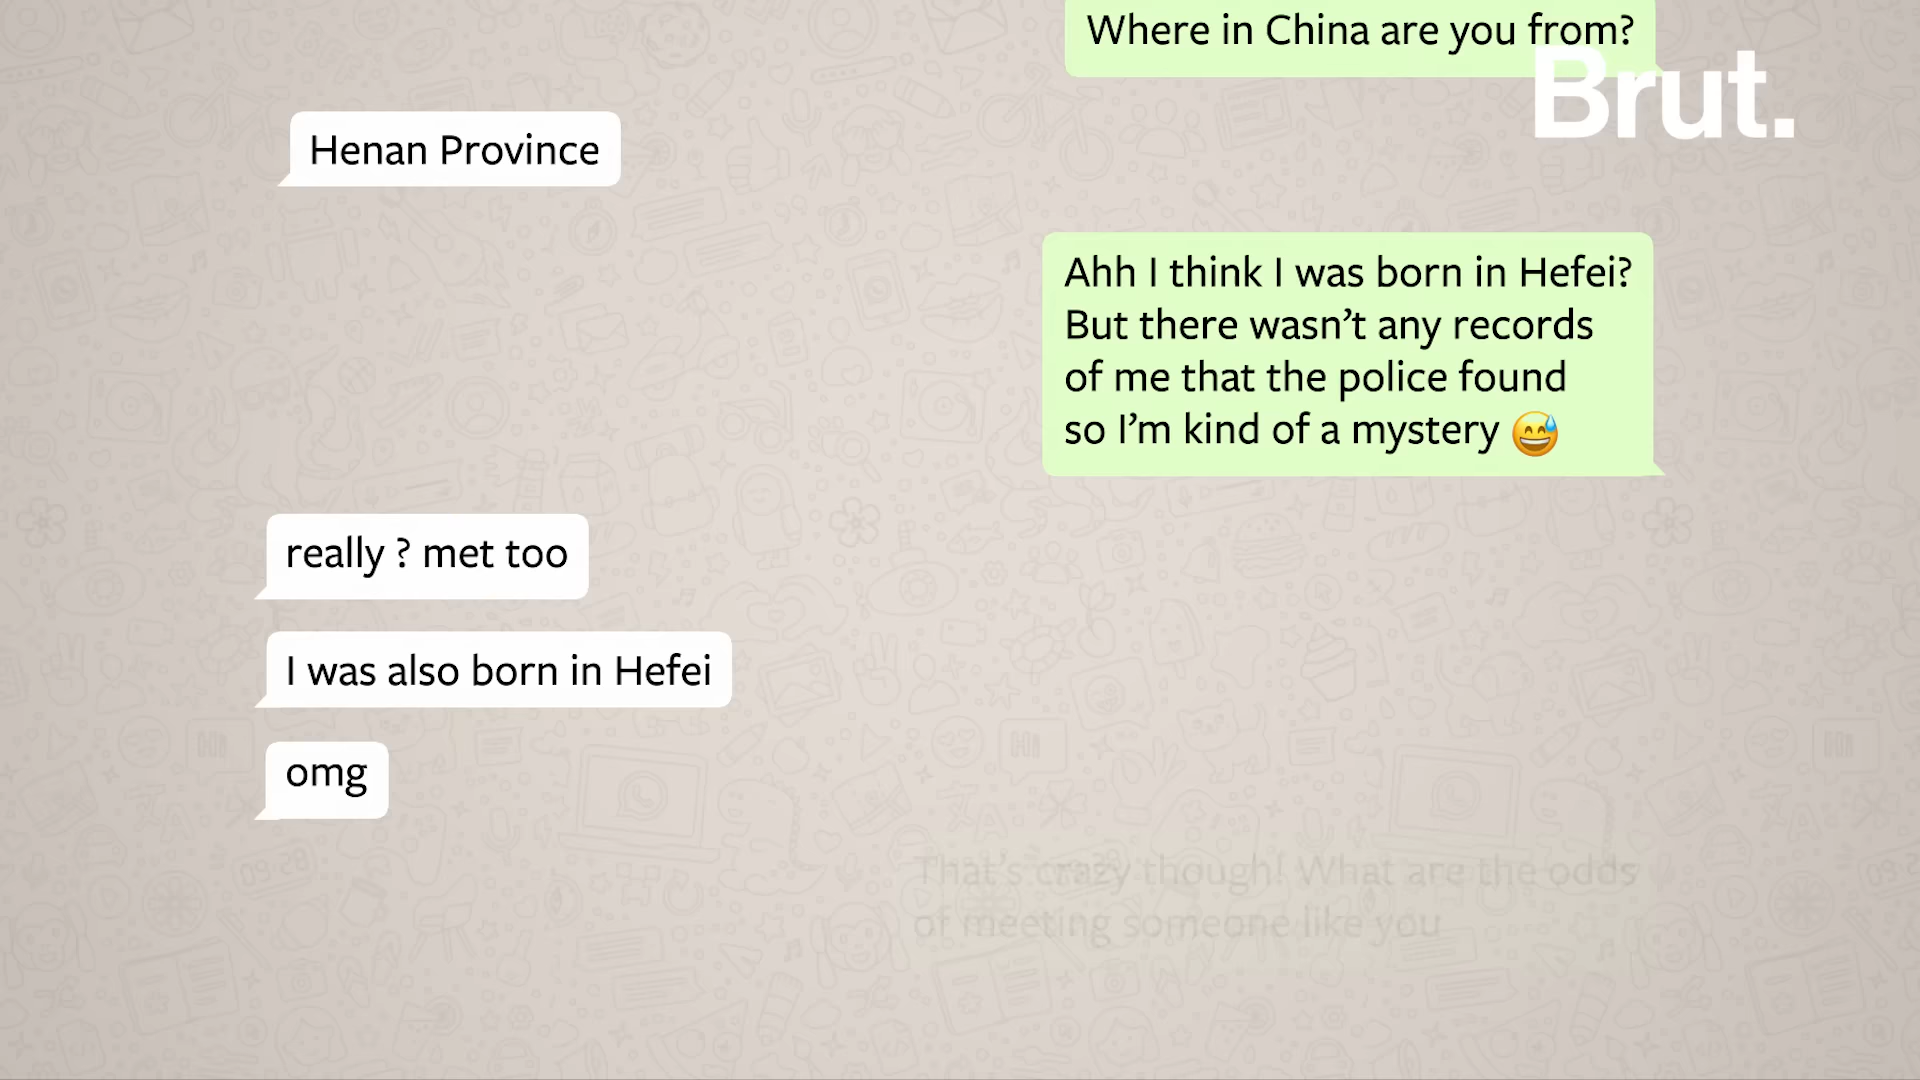 Where in China are you from?
Brut.
Henan Province
Ahh I think I was born in Hefei?
But there wasn’t any records
of me that the police found
so I’m kind of a mystery 😅
really ? met too
I was also born in Hefei
omg
That’s crazy though! What are the odds
of meeting someone like you